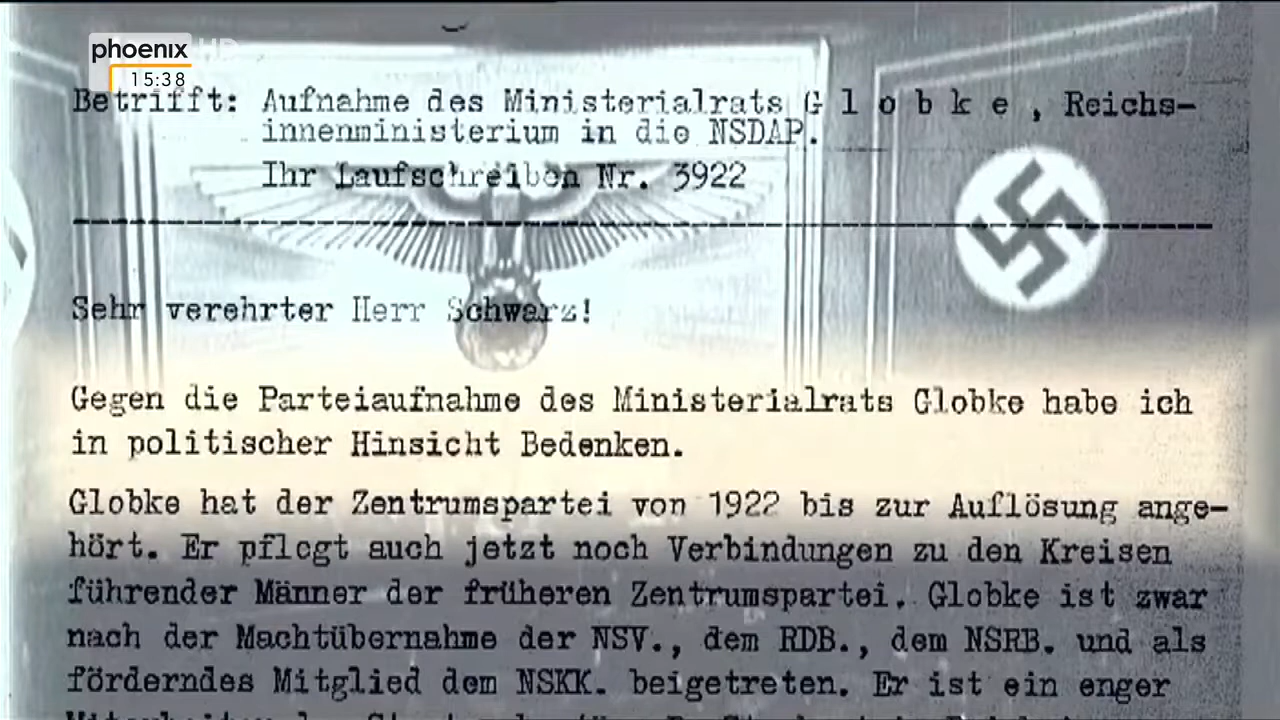 phoenix HD
15:38
Betrifft: Aufnahme des Ministerialrats G l o b k e , Reichs-
innenministerium in die NSDAP.
Ihr Laufschreiben Nr. 3922
Sehr verehrter Herr Schwarz!
Gegen die Parteiaufnahme des Ministerialrats Globke habe ich
in politischer Hinsicht Bedenken.
Globke hat der Zentrumspartei von 1922 bis zur Auflösung ange-
hört. Er pflegt auch jetzt noch Verbindungen zu den Kreisen
führender Männer der früheren Zentrumspartei. Globke ist zwar
nach der Machtübernahme der NSV., dem RDB., dem NSRB. und als
förderndes Mitglied dem NSKK. beigetreten. Er ist ein enger